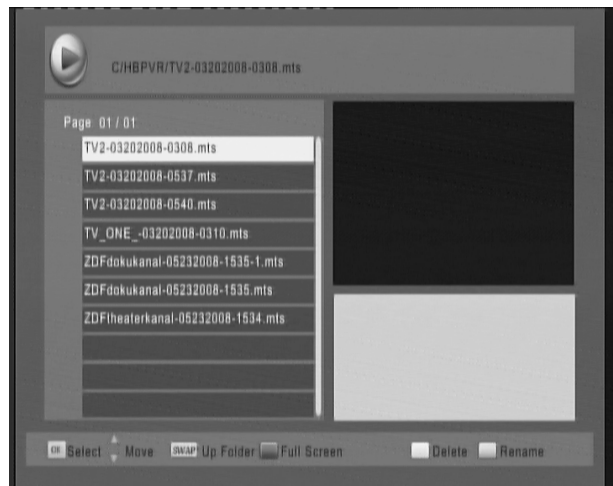 C/HBPVR/TV2-03202008-0308.mts
Page 01/01
TV2-03202008-0308.mts
TV2-03202008-0537.mts
TV2-03202008-0540.mts
TV_ONE_-03202008-0310.mts
ZDFdokukanal-05232008-1535-1.mts
ZDFdokukanal-05232008-1535.mts
ZDFtheaterkanal-05232008-1534.mts
OK Select Move SWAP Up Folder Full Screen Delete Rename